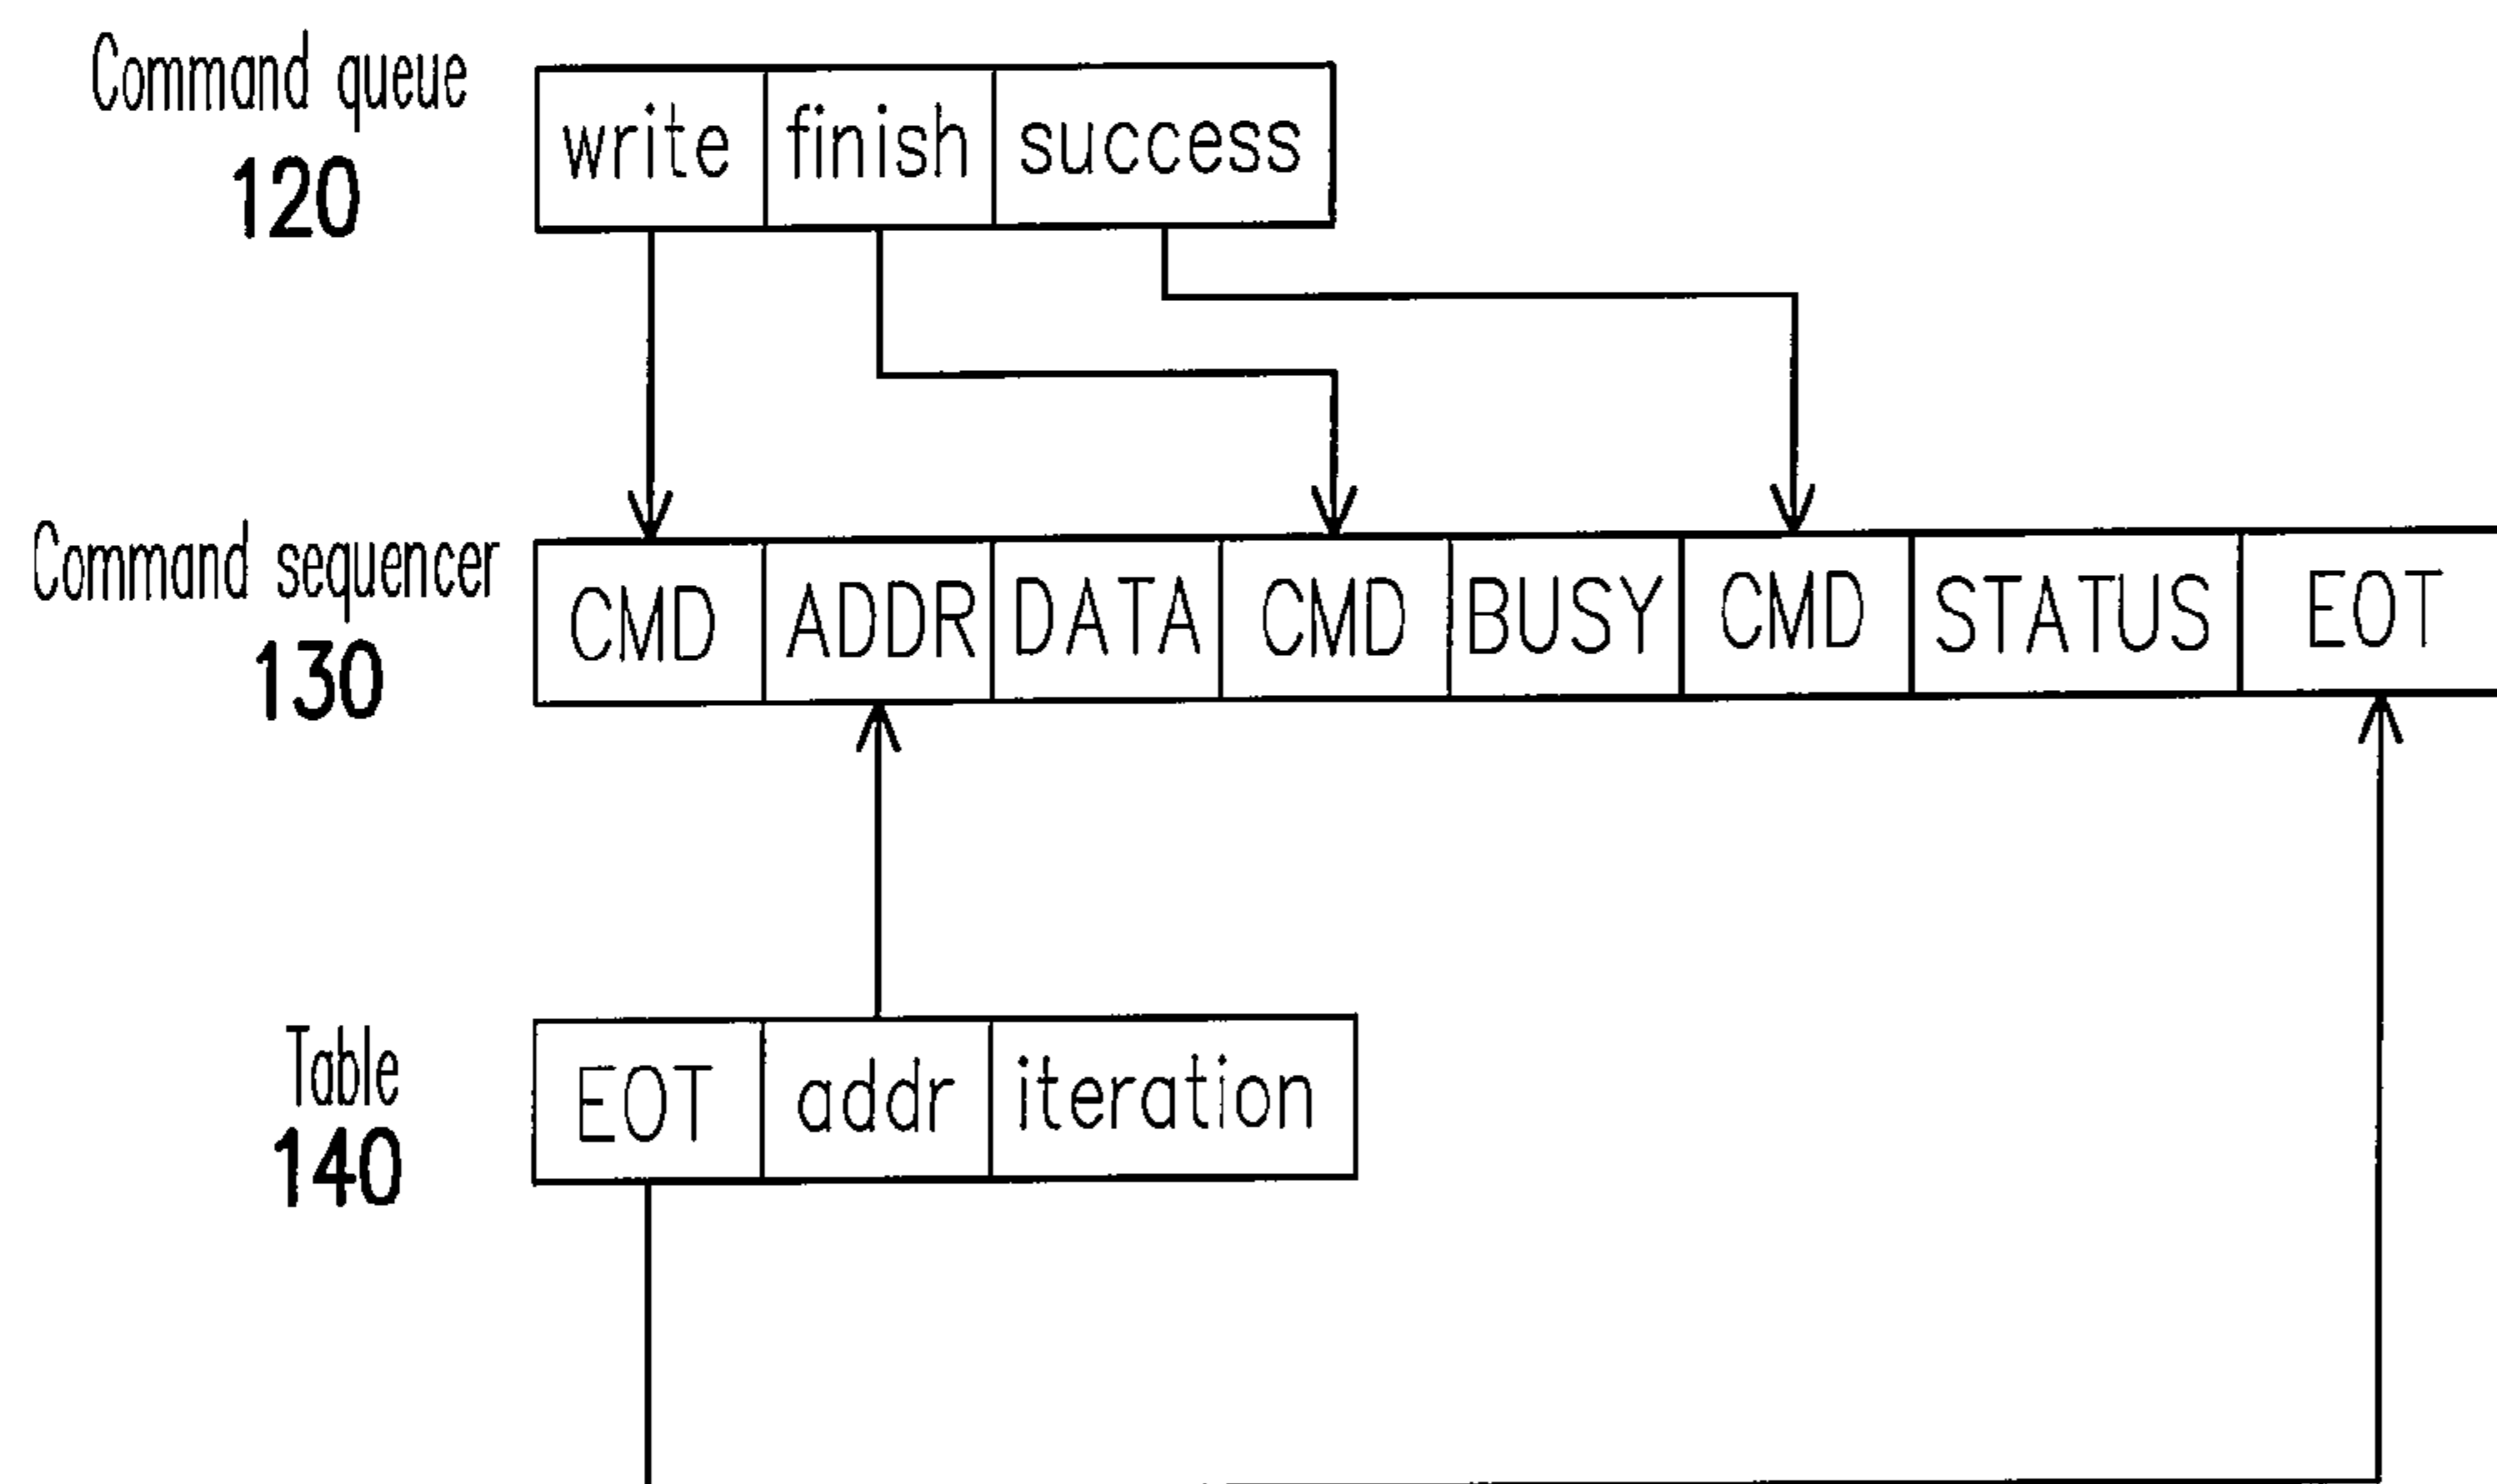 Command queue
120
write finish success
Command sequencer
130
CMD ADDR DATA CMD BUSY CMD STATUS EOT
Table
140
EOT addr iteration